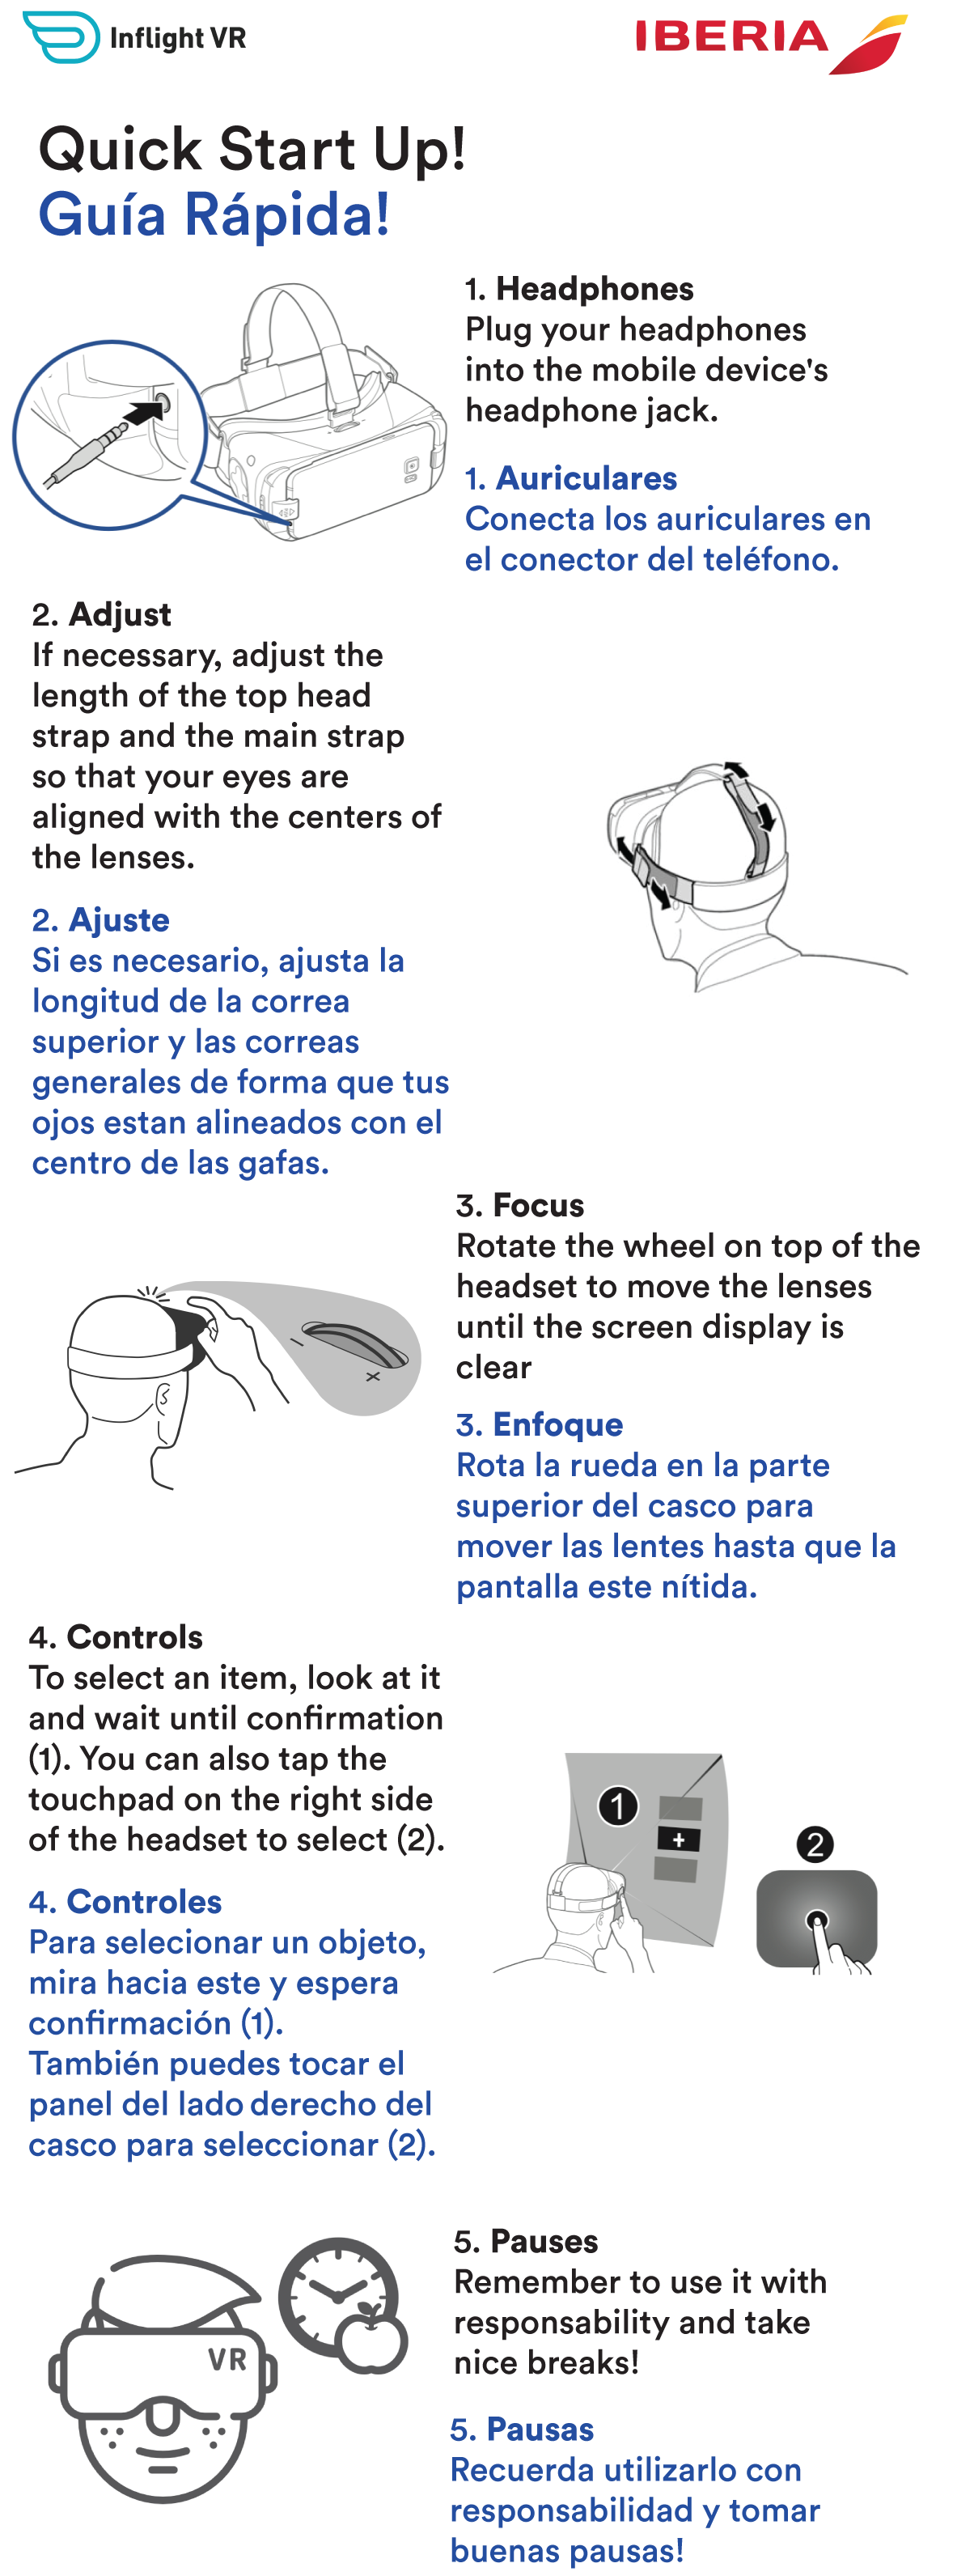 Inflight VR
IBERIA
Quick Start Up!
Guía Rápida!
1. Headphones
Plug your headphones
into the mobile device's
headphone jack.
1. Auriculares
Conecta los auriculares en
el conector del teléfono.
2. Adjust
If necessary, adjust the
length of the top head
strap and the main strap
so that your eyes are
aligned with the centers of
the lenses.
2. Ajuste
Si es necesario, ajusta la
longitud de la correa
superior y las correas
generales de forma que tus
ojos estan alineados con el
centro de las gafas.
3. Focus
Rotate the wheel on top of the
headset to move the lenses
until the screen display is
clear
3. Enfoque
Rota la rueda en la parte
superior del casco para
mover las lentes hasta que la
pantalla este nítida.
4. Controls
To select an item, look at it
and wait until confirmation
(1). You can also tap the
touchpad on the right side
of the headset to select (2).
1
+
2
4. Controles
Para selecionar un objeto,
mira hacia este y espera
confirmación (1).
También puedes tocar el
panel del lado derecho del
casco para seleccionar (2).
VR
5. Pauses
Remember to use it with
responsability and take
nice breaks!
5. Pausas
Recuerda utilizarlo con
responsabilidad y tomar
buenas pausas!